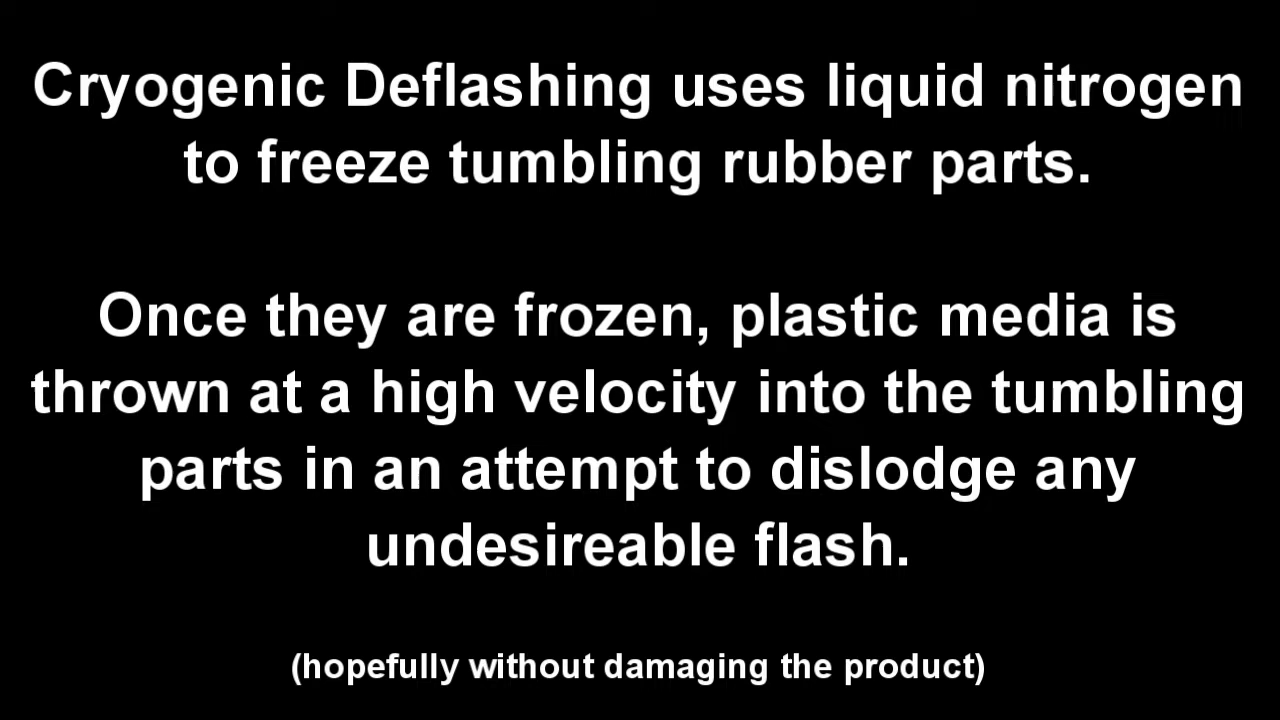 Cryogenic Deflashing uses liquid nitrogen
to freeze tumbling rubber parts.
Once they are frozen, plastic media is
thrown at a high velocity into the tumbling
parts in an attempt to dislodge any
undesireable flash.
(hopefully without damaging the product)